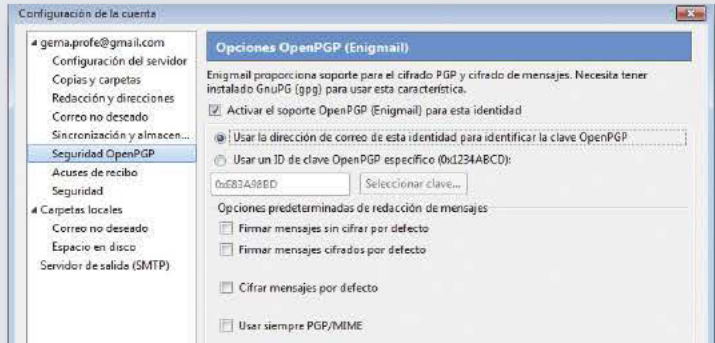 Configuración de la cuenta
gema.profe@gmail.com
Configuración del servidor
Copias y carpetas
Redacción y direcciones
Correo no deseado
Sincronización y almacen...
Seguridad OpenPGP
Acuses de recibo
Seguridad
Carpetas locales
Correo no deseado
Espacio en disco
Servidor de salida (SMTP)
Opciones OpenPGP (Enigmail)
Enigmail proporciona soporte para el cifrado PGP y cifrado de mensajes. Necesita tener
instalado GnuPG (gpg) para usar esta característica.
Activar el soporte OpenPGP (Enigmail) para esta identidad
Usar la dirección de correo de esta identidad para identificar la clave OpenPGP
Usar un ID de clave OpenPGP específico (0x1234ABCD):
Seleccionar clave...
Opciones predeterminadas de redacción de mensajes
Firmar mensajes sin cifrar por defecto
Firmar mensajes cifrados por defecto
Cifrar mensajes por defecto
Usar siempre PGP/MIME